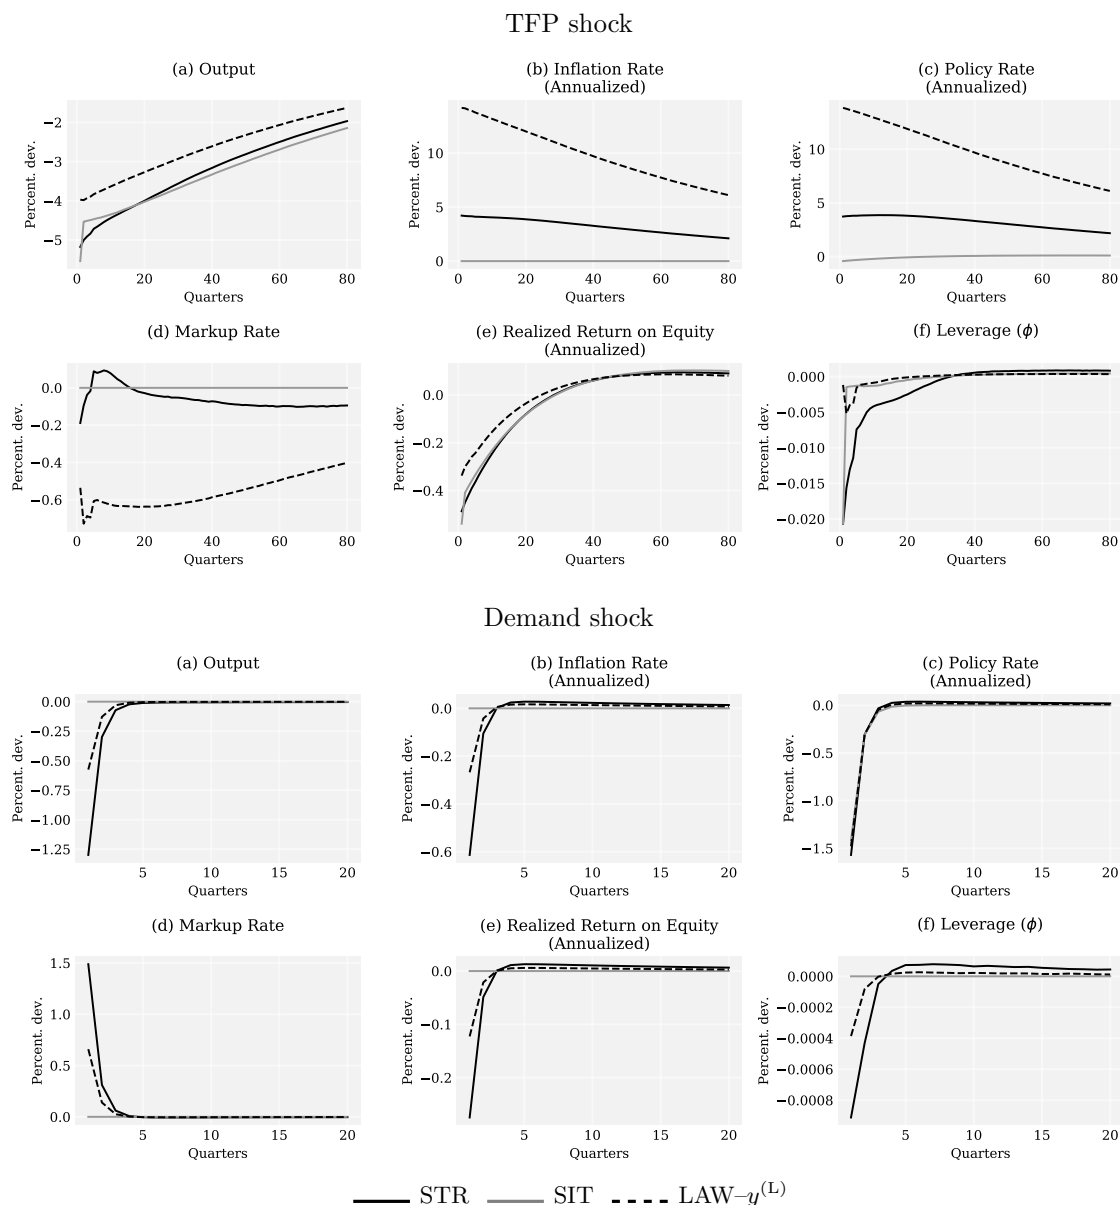 TFP shock
(a) Output
Percent. dev.
−2
−3
−4
−5
0 20 40 60 80
Quarters
(b) Inflation Rate
(Annualized)
Percent. dev.
10
5
0
0 20 40 60 80
Quarters
(c) Policy Rate
(Annualized)
Percent. dev.
10
5
0
0 20 40 60 80
Quarters
(d) Markup Rate
Percent. dev.
0.0
−0.2
−0.4
−0.6
0 20 40 60 80
Quarters
(e) Realized Return on Equity
(Annualized)
Percent. dev.
0.0
−0.2
−0.4
0 20 40 60 80
Quarters
(f) Leverage (ϕ)
Percent. dev.
0.000
−0.005
−0.010
−0.015
−0.020
0 20 40 60 80
Quarters
Demand shock
(a) Output
Percent. dev.
0.00
−0.25
−0.50
−0.75
−1.00
−1.25
5 10 15 20
Quarters
(b) Inflation Rate
(Annualized)
Percent. dev.
0.0
−0.2
−0.4
−0.6
5 10 15 20
Quarters
(c) Policy Rate
(Annualized)
Percent. dev.
0.0
−0.5
−1.0
−1.5
5 10 15 20
Quarters
(d) Markup Rate
Percent. dev.
1.5
1.0
0.5
0.0
5 10 15 20
Quarters
(e) Realized Return on Equity
(Annualized)
Percent. dev.
0.0
−0.1
−0.2
5 10 15 20
Quarters
(f) Leverage (ϕ)
Percent. dev.
0.0000
−0.0002
−0.0004
−0.0006
−0.0008
5 10 15 20
Quarters
STR SIT LAW–y^(L)